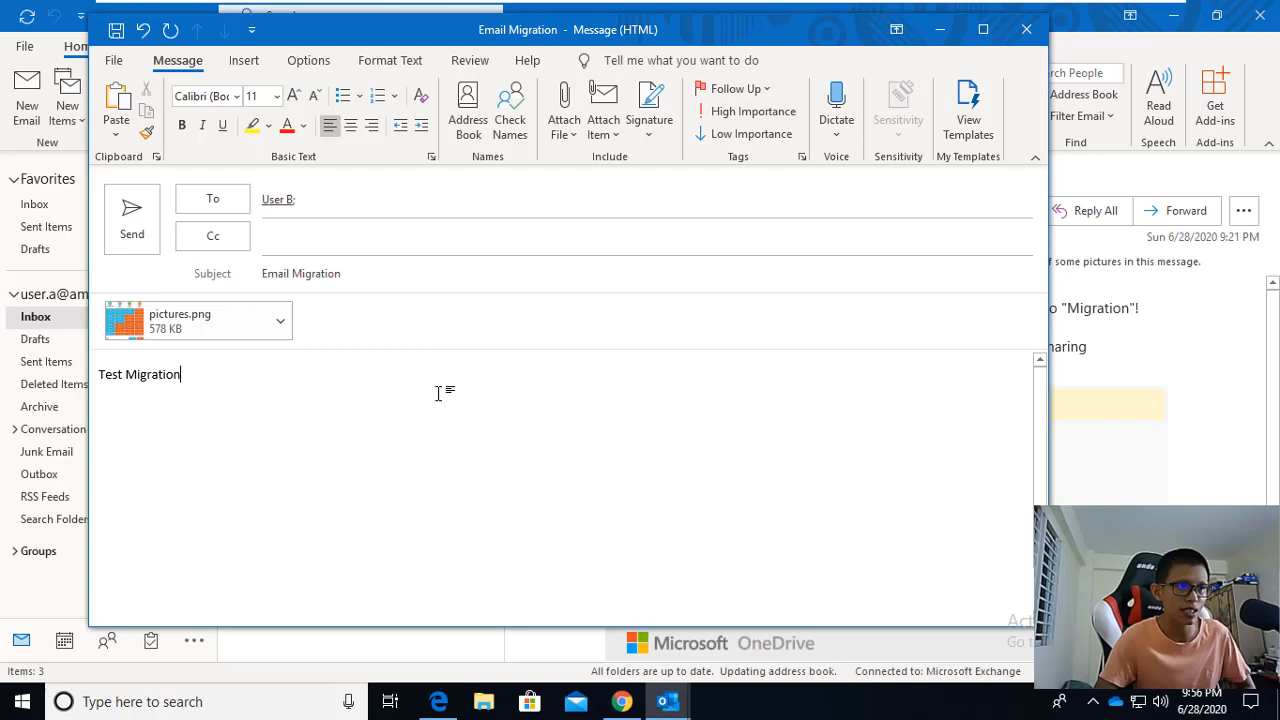 Email Migration - Message (HTML)
File Message Insert Options Format Text Review Help Tell me what you want to do
File
New Email
New Items
New
Paste
Clipboard
Calibri (Boc 11
B I U
Basic Text
Address Book
Check Names
Names
Attach File
Attach Item
Signature
Include
Follow Up
High Importance
Low Importance
Tags
Dictate
Voice
Sensitivity
Sensitivity
View Templates
My Templates
ch People
Address Book
Filter Email
Find
Read Aloud
Speech
Get Add-ins
Add-ins
Favorites
Inbox
Sent Items
Drafts
user.a@am
Inbox
Drafts
Sent Items
Deleted Items
Archive
Conversation
Junk Email
Outbox
RSS Feeds
Search Folder
Groups
Send
To User B;
Cc
Subject Email Migration
pictures.png
578 KB
Test Migration
Reply All Forward
Sun 6/28/2020 9:21 PM
of some pictures in this message.
o "Migration"!
haring
Microsoft OneDrive
Go to
Items: 3
All folders are up to date. Updating address book. Connected to: Microsoft Exchange
Type here to search
9:56 PM
6/28/2020